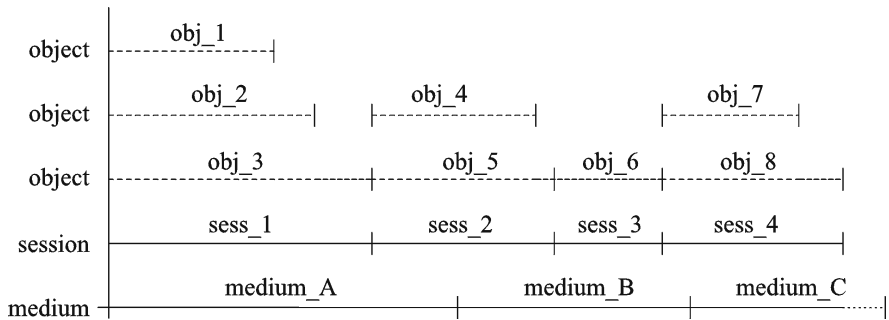 object obj_1
object obj_2 obj_4 obj_7
object obj_3 obj_5 obj_6 obj_8
session sess_1 sess_2 sess_3 sess_4
medium medium_A medium_B medium_C